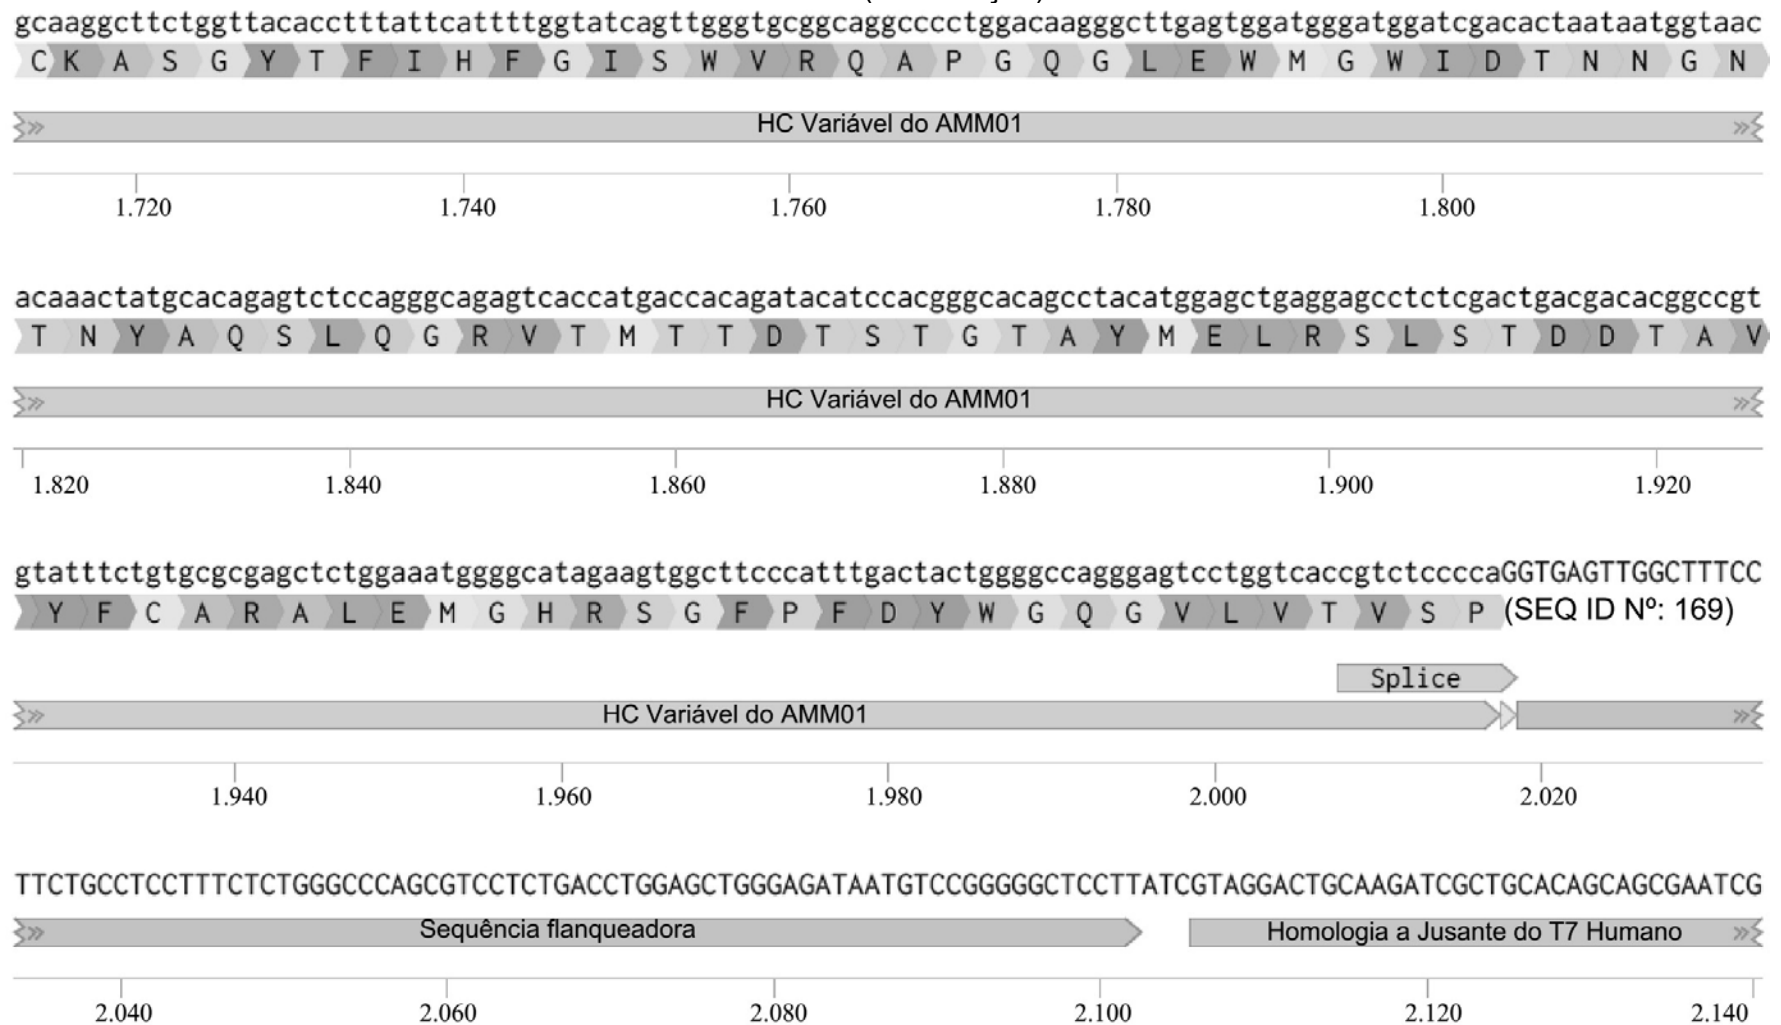 gcaaggcttctggttacacctttattcattttggtatcagttgggtgcggcaggcccctggacaagggcttgagtggatgggatggatcgacactaataatggtaac
C K A S G Y T F I H F G I S W V R Q A P G Q G L E W M G W I D T N N G N
HC Variável do AMM01
1.720 1.740 1.760 1.780 1.800
acaaactatgcacagagtctccagggcagagtcaccatgaccacagatacatccacgggcacagcctacatggagctgaggagcctctcgactgacgacacggccgt
T N Y A Q S L Q G R V T M T T D T S T G T A Y M E L R S L S T D D T A V
HC Variável do AMM01
1.820 1.840 1.860 1.880 1.900 1.920
gtatttctgtgcgcgagctctggaaatggggcatagaagtggcttcccatttgactactggggccagggagtcctggtcaccgtctccccaGGTGAGTTGGCTTTCC
Y F C A R A L E M G H R S G F P F D Y W G Q G V L V T V S P (SEQ ID Nº: 169)
Splice
HC Variável do AMM01
1.940 1.960 1.980 2.000 2.020
TTCTGCCTCCTTTCTCTGGGCCCAGCGTCCTCTGACCTGGAGCTGGGAGATAATGTCCGGGGGCTCCTTATCGTAGGACTGCAAGATCGCTGCACAGCAGCGAATCG
Sequência flanqueadora Homologia a Jusante do T7 Humano
2.040 2.060 2.080 2.100 2.120 2.140